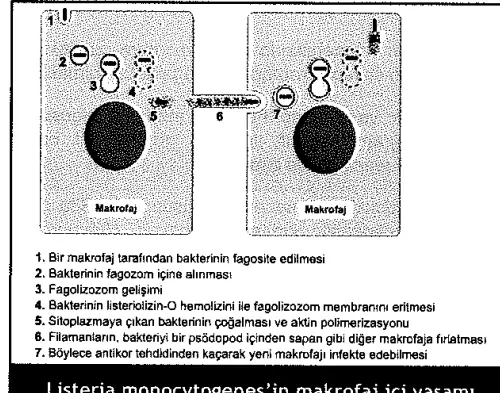 1
2
3
4
5
6
7
Makrofaj
Makrofaj
1. Bir makrofaj tarafından bakterinin fagosite edilmesi
2. Bakterinin fagozom içine alınması
3. Fagolizozom gelişimi
4. Bakterinin listeriolizin-O hemolizini ile fagolizozom membranını eritmesi
5. Sitoplazmaya çıkan bakterinin çoğalması ve aktin polimerizasyonu
6. Filamanların, bakteriyi bir psödopod içinden sapan gibi diğer makrofaja fırlatması
7. Böylece antikor tehdidinden kaçarak yeni makrofajı infekte edebilmesi
Listeria monocytogenes'in makrofaj içi yaşamı